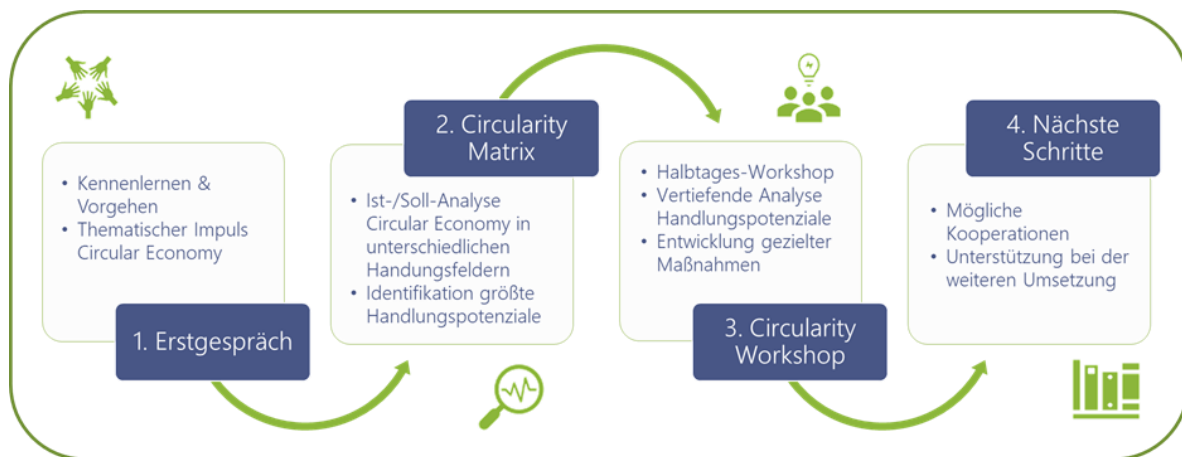 • Kennenlernen &
Vorgehen
• Thematischer Impuls
Circular Economy
1. Erstgespräch
2. Circularity
Matrix
• Ist-/Soll-Analyse
Circular Economy in
unterschiedlichen
Handungsfeldern
• Identifikation größte
Handlungspotenziale
• Halbtages-Workshop
• Vertiefende Analyse
Handlungspotenziale
• Entwicklung gezielter
Maßnahmen
3. Circularity
Workshop
4. Nächste
Schritte
• Mögliche
Kooperationen
• Unterstützung bei der
weiteren Umsetzung